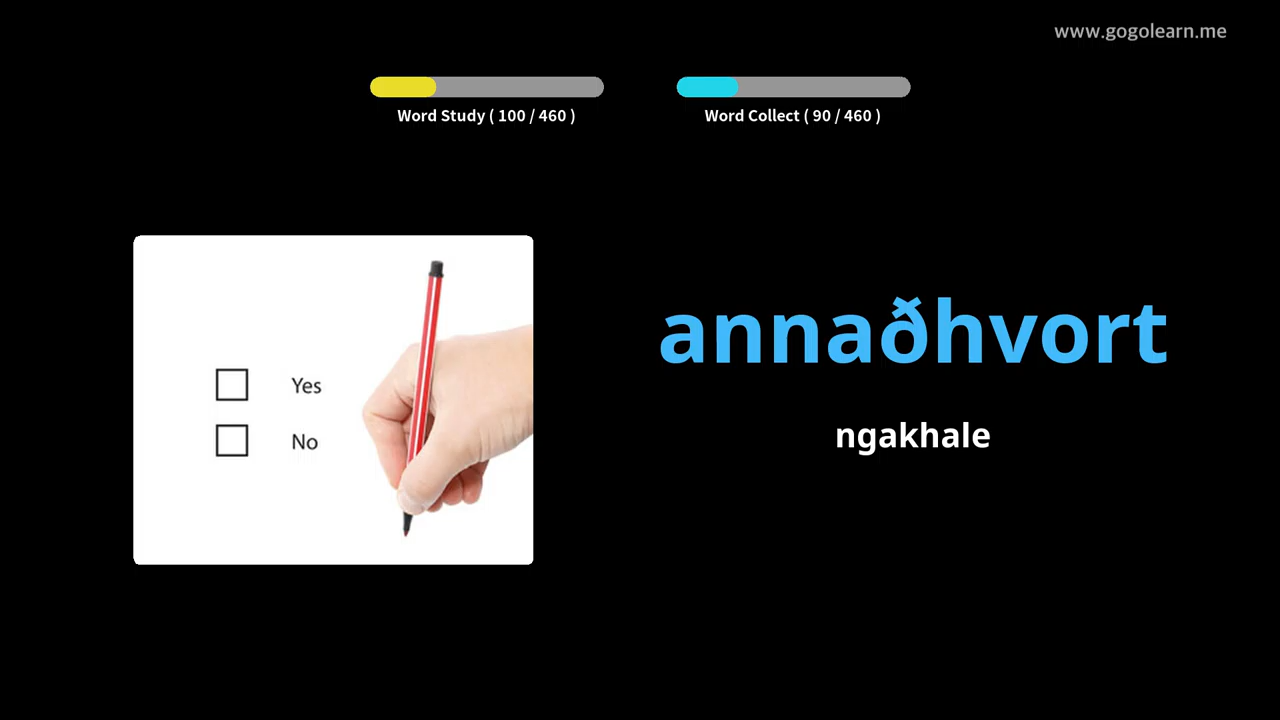 www.gogolearn.me
Word Study ( 100 / 460 )
Word Collect ( 90 / 460 )
Yes
No
annaðhvort
ngakhale